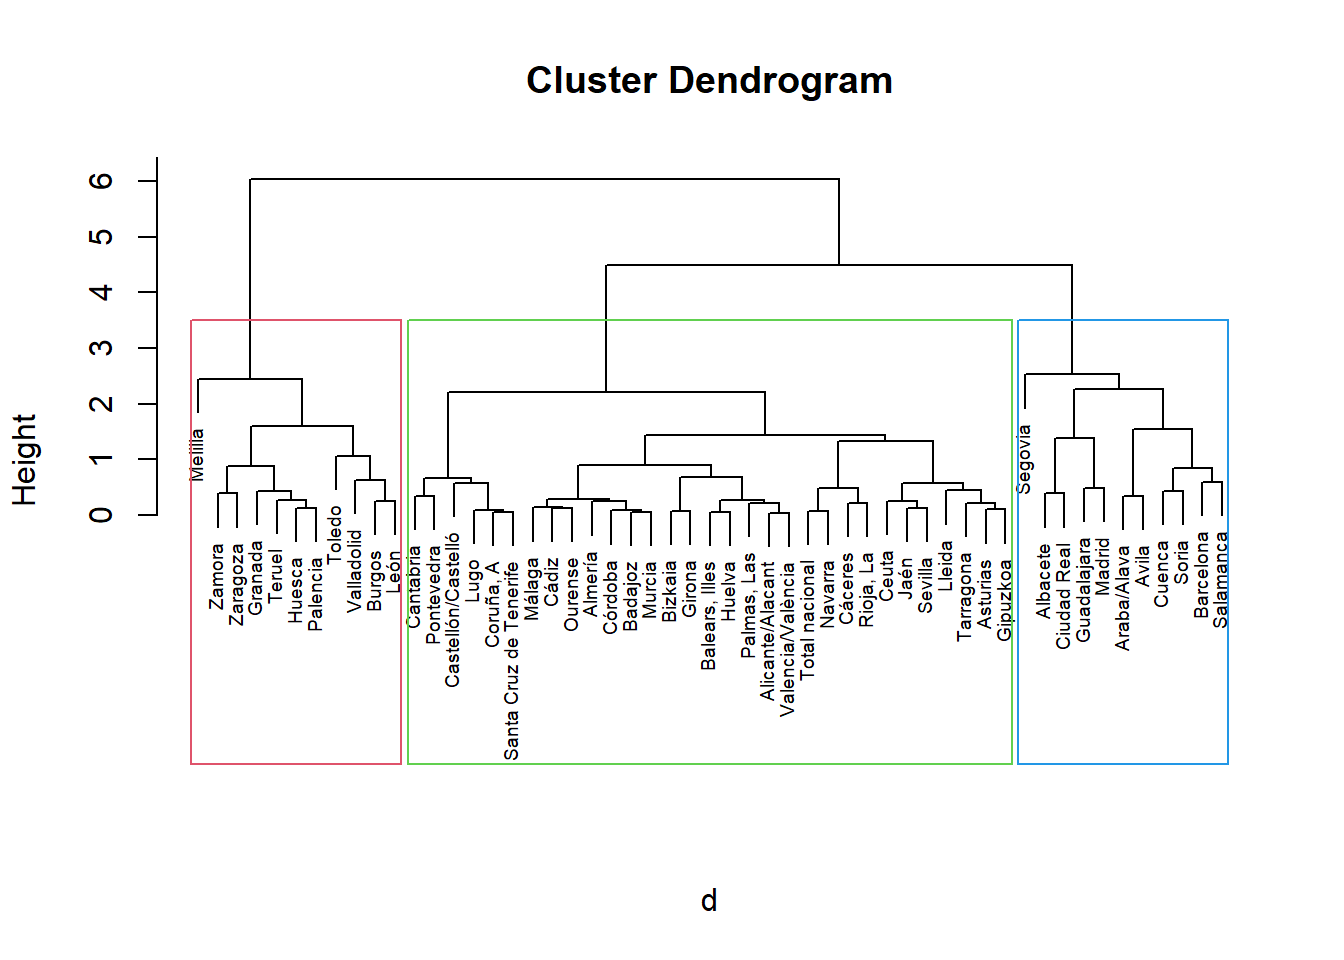 Cluster Dendrogram
Height
6
5
4
3
2
1
0
Melilla
Zamora
Zaragoza
Granada
Teruel
Huesca
Palencia
Toledo
Valladolid
Burgos
León
Cantabria
Pontevedra
Castellón/Castelló
Lugo
Coruña, A
Santa Cruz de Tenerife
Málaga
Cádiz
Ourense
Almería
Córdoba
Badajoz
Murcia
Bizkaia
Girona
Balears, Illes
Huelva
Palmas, Las
Alicante/Alacant
Valencia/València
Total nacional
Navarra
Cáceres
Rioja, La
Ceuta
Jaén
Sevilla
Lleida
Tarragona
Asturias
Gipuzkoa
Segovia
Albacete
Ciudad Real
Guadalajara
Madrid
Araba/Álava
Ávila
Cuenca
Soria
Barcelona
Salamanca
d